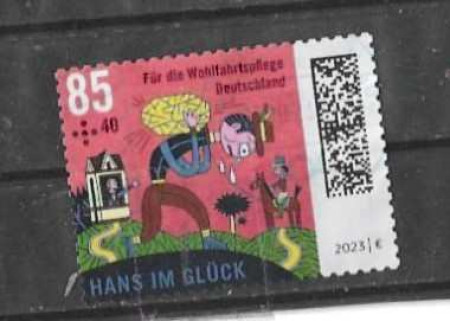 85
+ 40
Für die Wohlfahrtspflege
Deutschland
HANS IM GLÜCK
2023 | €